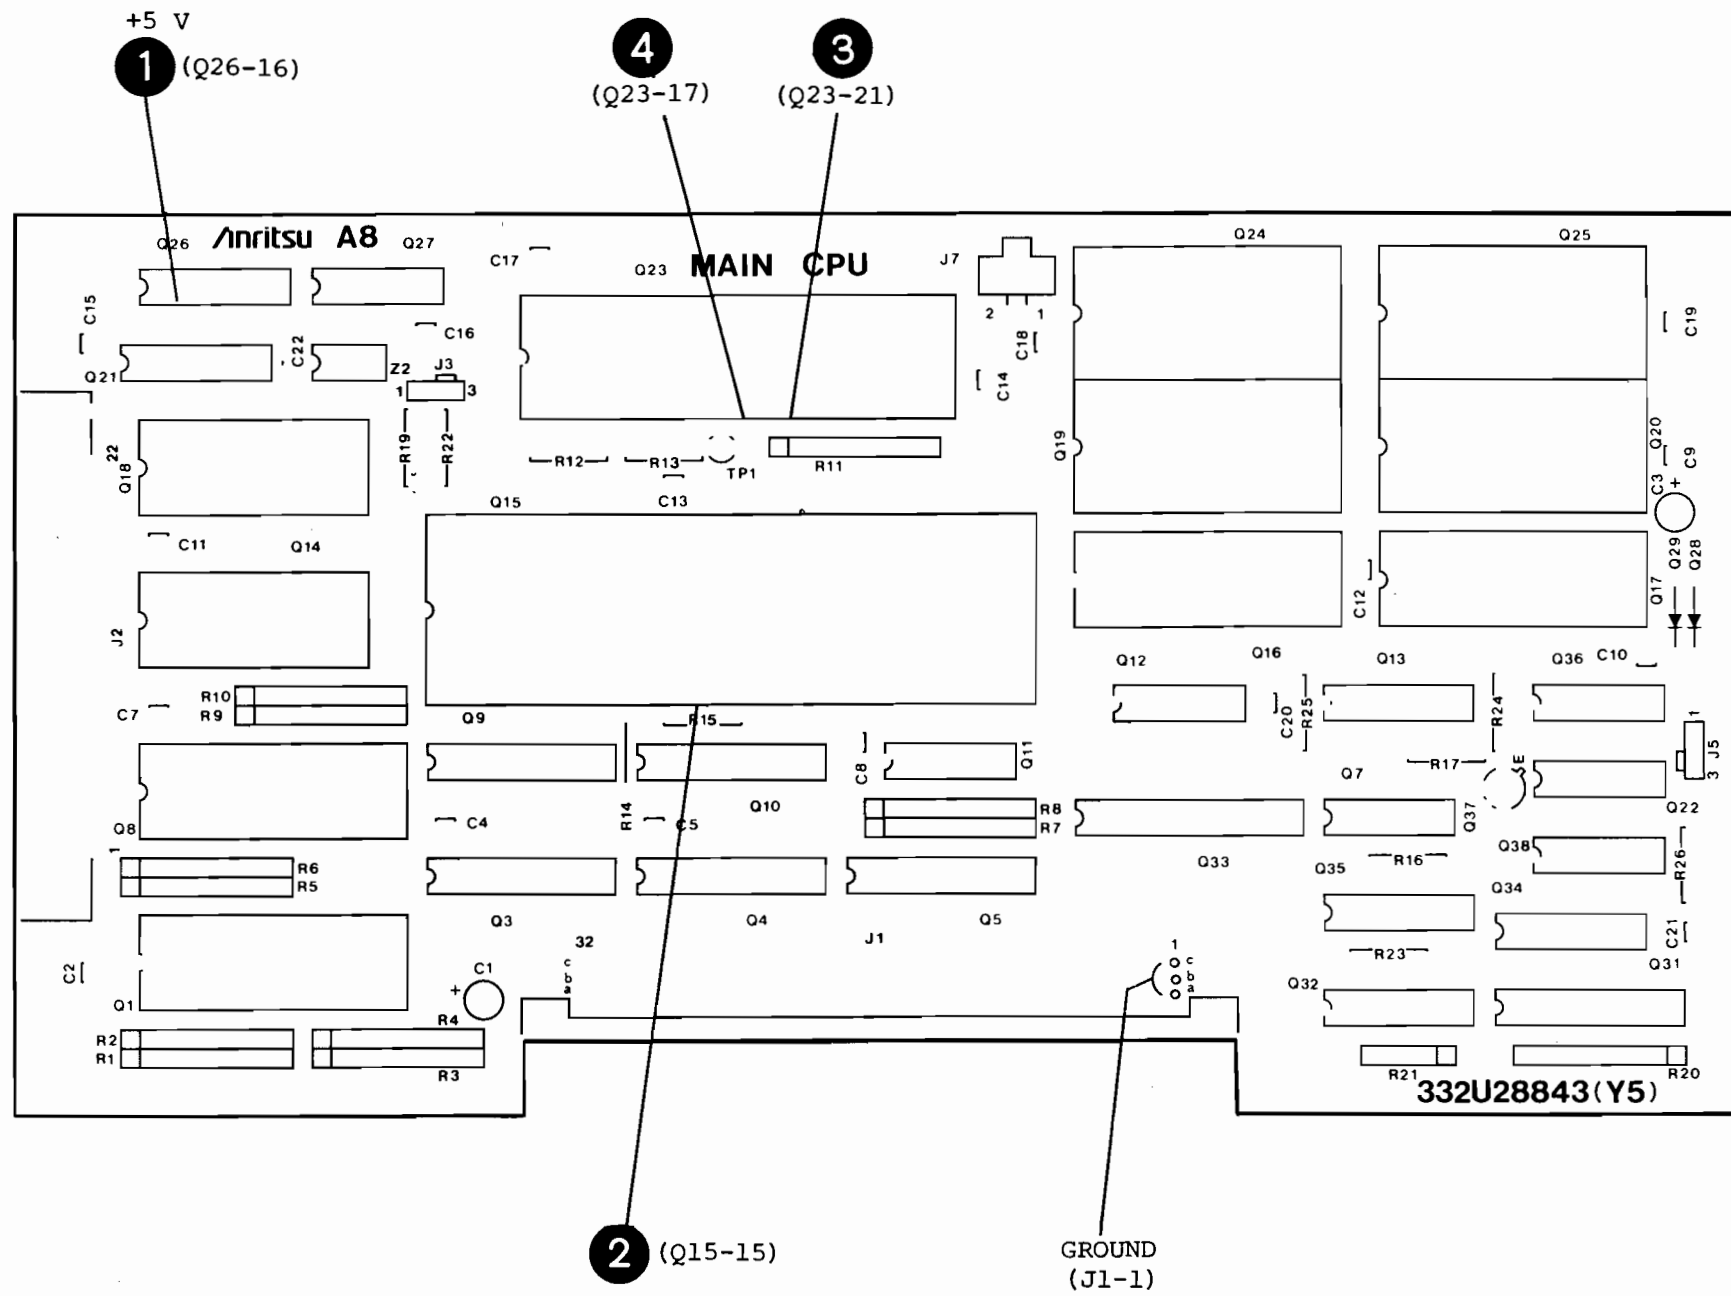 +5 V
1 (Q26-16)
4
(Q23-17)
3
(Q23-21)
Q26
Anritsu A8
Q27
C17
Q23
MAIN CPU
J7
Q24
Q25
2
1
C15
C16
C22
C18
C19
Q21
Z2
J3
1
3
C14
22
Q18
R19
R22
R12
R13
TP1
R11
Q19
Q20
C9
C3
+
Q15
C13
C11
Q14
Q29
Q28
J2
C12
Q17
Q12
Q16
Q13
Q36
C10
R10
R9
C7
Q9
R15
C20
R25
R24
1
J5
3
C8
Q11
R17
SE
Q7
Q8
C4
R14
C5
Q10
R8
R7
Q37
Q22
1
R6
R5
Q33
Q35
R16
Q38
R26
Q34
Q3
Q4
Q5
32
J1
C21
C2
C1
+
c
b
a
1
c
b
a
R23
Q31
Q32
Q1
R4
R2
R1
R3
R21
R20
332U28843(Y5)
2 (Q15-15)
GROUND
(J1-1)